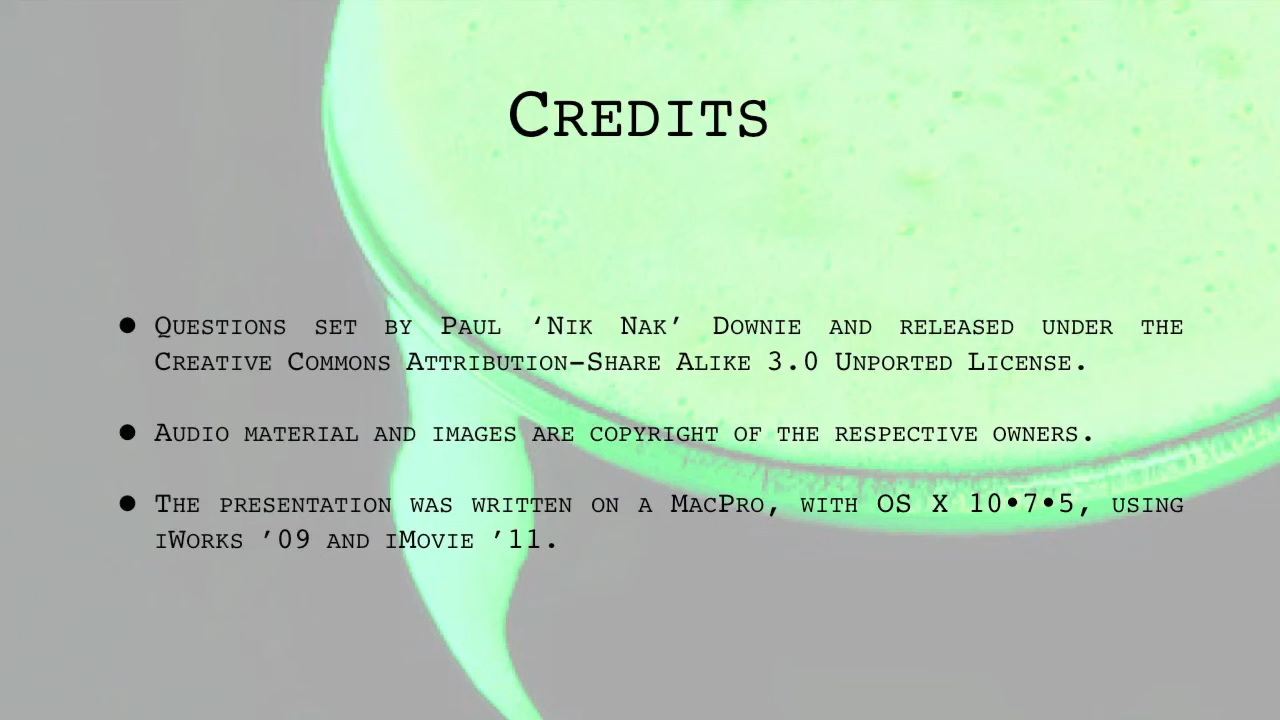 Credits
• Questions set by Paul ‘Nik Nak’ Downie and released under the
Creative Commons Attribution-Share Alike 3.0 Unported License.
• Audio material and images are copyright of the respective owners.
• The presentation was written on a MacPro, with OS X 10•7•5, using
iWorks ’09 and iMovie ’11.